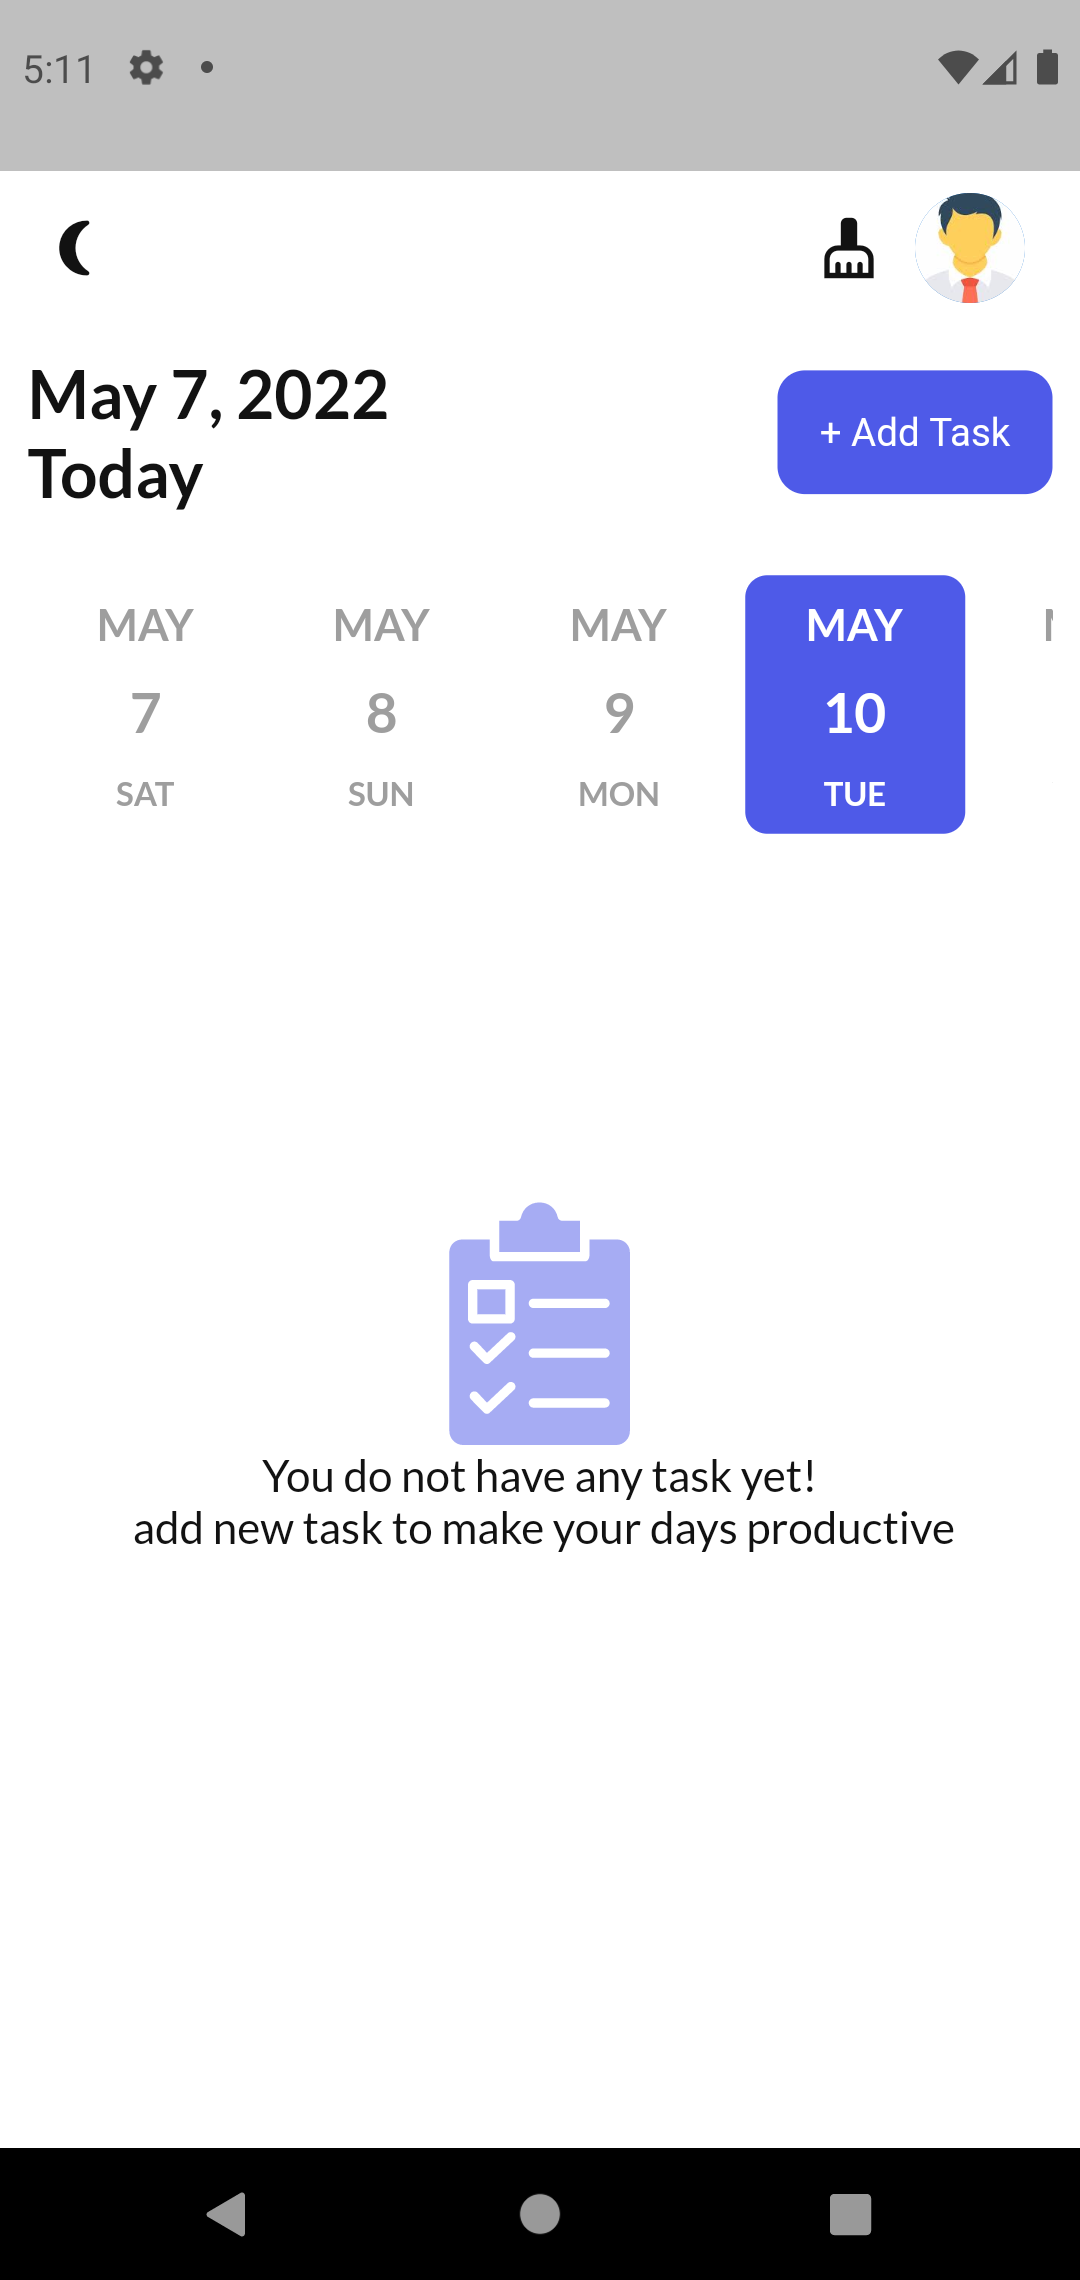 5:11
May 7, 2022
Today
+ Add Task
MAY MAY MAY MAY
7 8 9 10
SAT SUN MON TUE
You do not have any task yet!
add new task to make your days productive